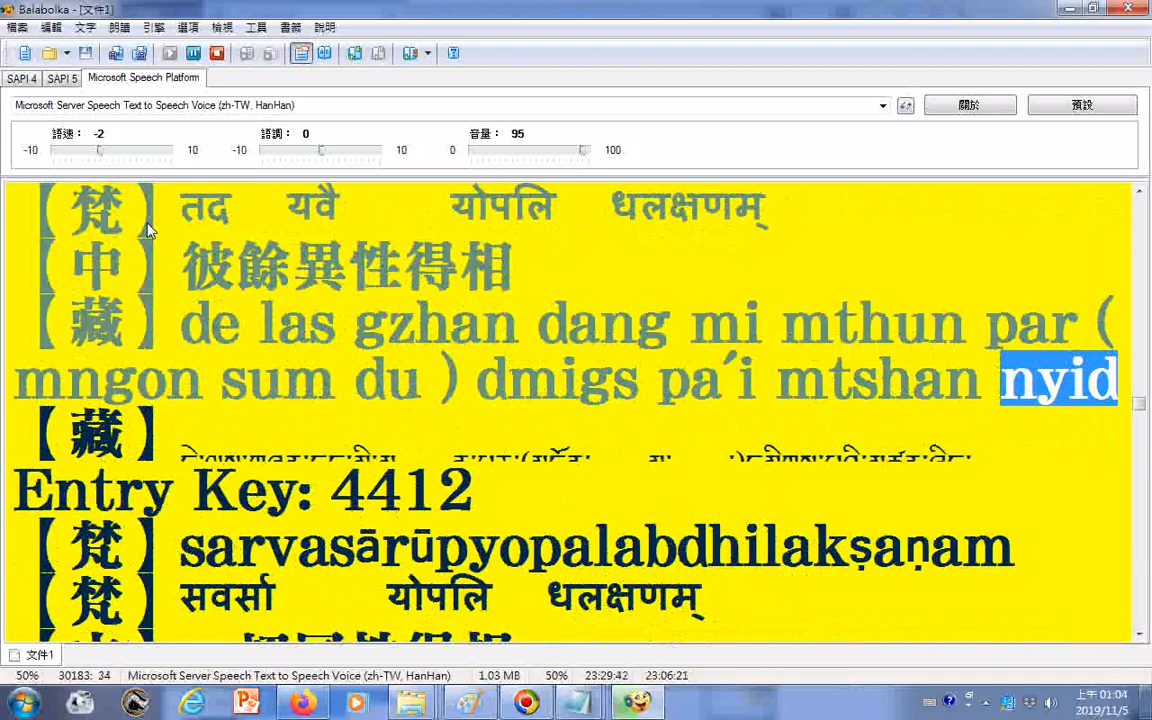 Balabolka - [文件1]
檔案 編輯 文字 朗讀 引擎 選項 檢視 工具 書籤 說明
SAPI 4 SAPI 5 Microsoft Speech Platform
Microsoft Server Speech Text to Speech Voice (zh-TW, HanHan) 關於 預設
語速： -2 語調： 0 音量： 95
-10 10 -10 10 0 100
【 梵 】 तद यवै योपलि धलक्षणम्
【 中 】 彼餘異性得相
【 藏 】 de las gzhan dang mi mthun par (
mngon sum du ) dmigs pa´i mtshan nyid
【 藏 】
Entry Key: 4412
【 梵 】 sarvasārūpyopalabdhilakṣaṇam
【 梵 】 सवर्सा योपलि धलक्षणम्
文件1
50% 30183: 34 Microsoft Server Speech Text to Speech Voice (zh-TW, HanHan) 1.03 MB 50% 23:29:42 23:06:21
上午 01:04
2019/11/5